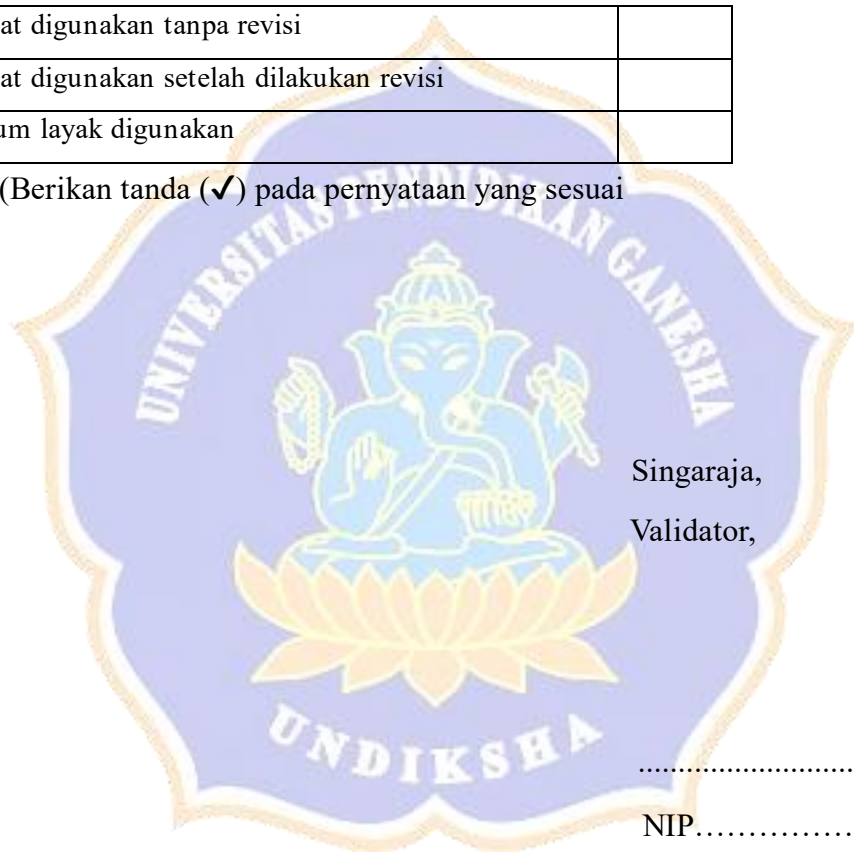 at digunakan tanpa revisi
at digunakan setelah dilakukan revisi
um layak digunakan
(Berikan tanda (✔) pada pernyataan yang sesuai
UNIVERSITAS PENDIDIKAN GANESHA
Singaraja,
Validator,
UNDIKSHA
...........................
NIP……………